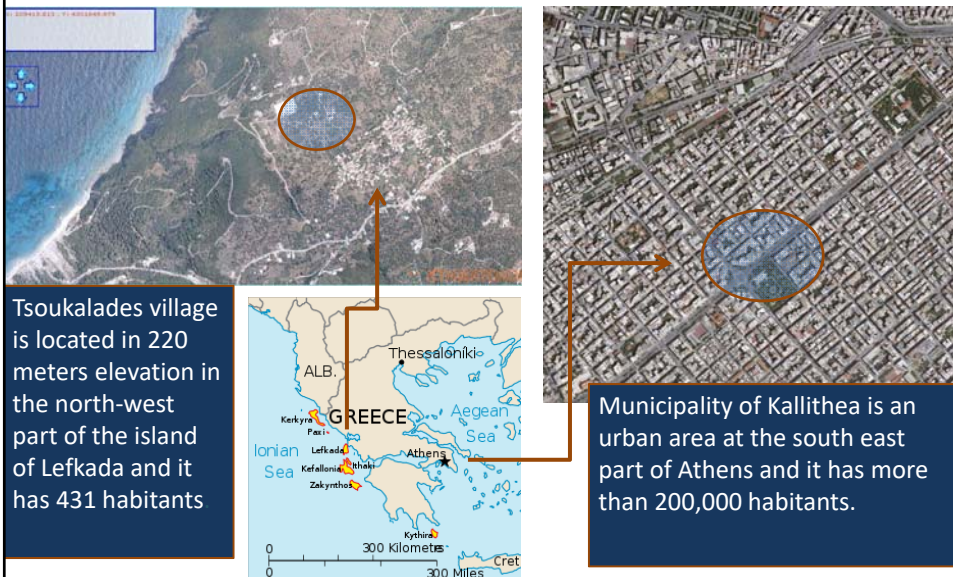 Tsoukalades village
is located in 220
meters elevation in
the north-west
part of the island
of Lefkada and it
has 431 habitants
Thessaloníki
ALB.
Kerkyra
GREECE
Aegean
Sea
Paxi
Ionian
Sea
Lefkada
Athens
Ithaki
Kefallonia
Zakynthos
Kythira
0
300 Kilometrs
Cret
0
300 Miles
Municipality of Kallithea is an
urban area at the south east
part of Athens and it has more
than 200,000 habitants.